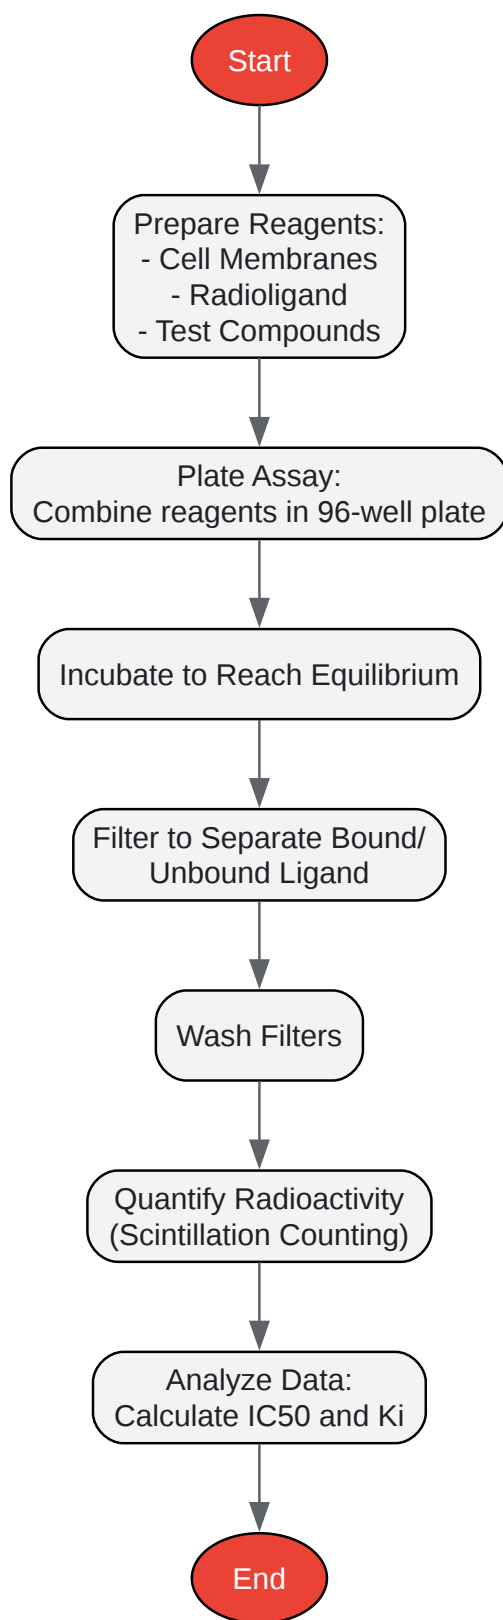 Start
Prepare Reagents:
- Cell Membranes
- Radioligand
- Test Compounds
Plate Assay:
Combine reagents in 96-well plate
Incubate to Reach Equilibrium
Filter to Separate Bound/
Unbound Ligand
Wash Filters
Quantify Radioactivity
(Scintillation Counting)
Analyze Data:
Calculate IC50 and Ki
End